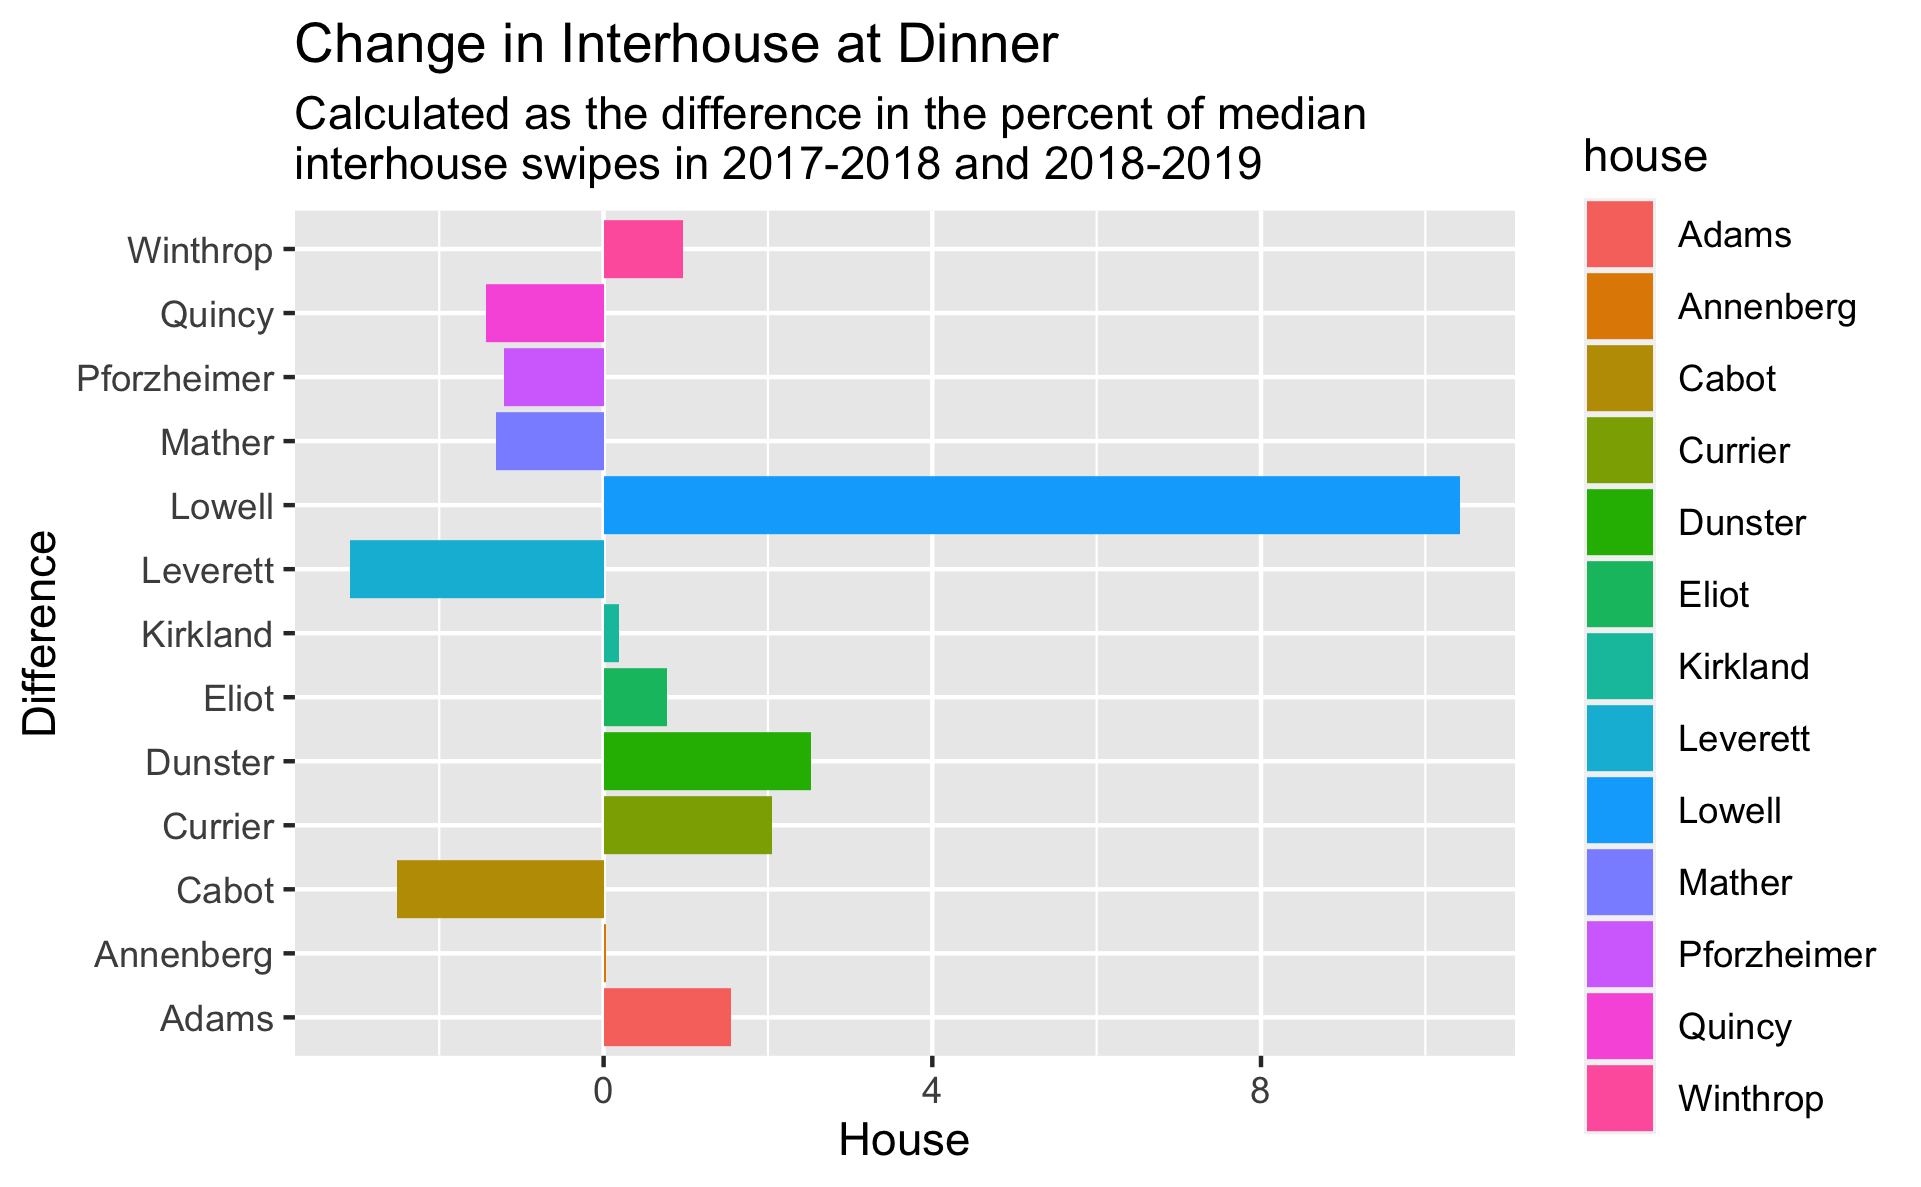 Change in Interhouse at Dinner
Calculated as the difference in the percent of median
interhouse swipes in 2017-2018 and 2018-2019
Difference
Winthrop
Quincy
Pforzheimer
Mather
Lowell
Leverett
Kirkland
Eliot
Dunster
Currier
Cabot
Annenberg
Adams
0 4 8
House
house
Adams
Annenberg
Cabot
Currier
Dunster
Eliot
Kirkland
Leverett
Lowell
Mather
Pforzheimer
Quincy
Winthrop